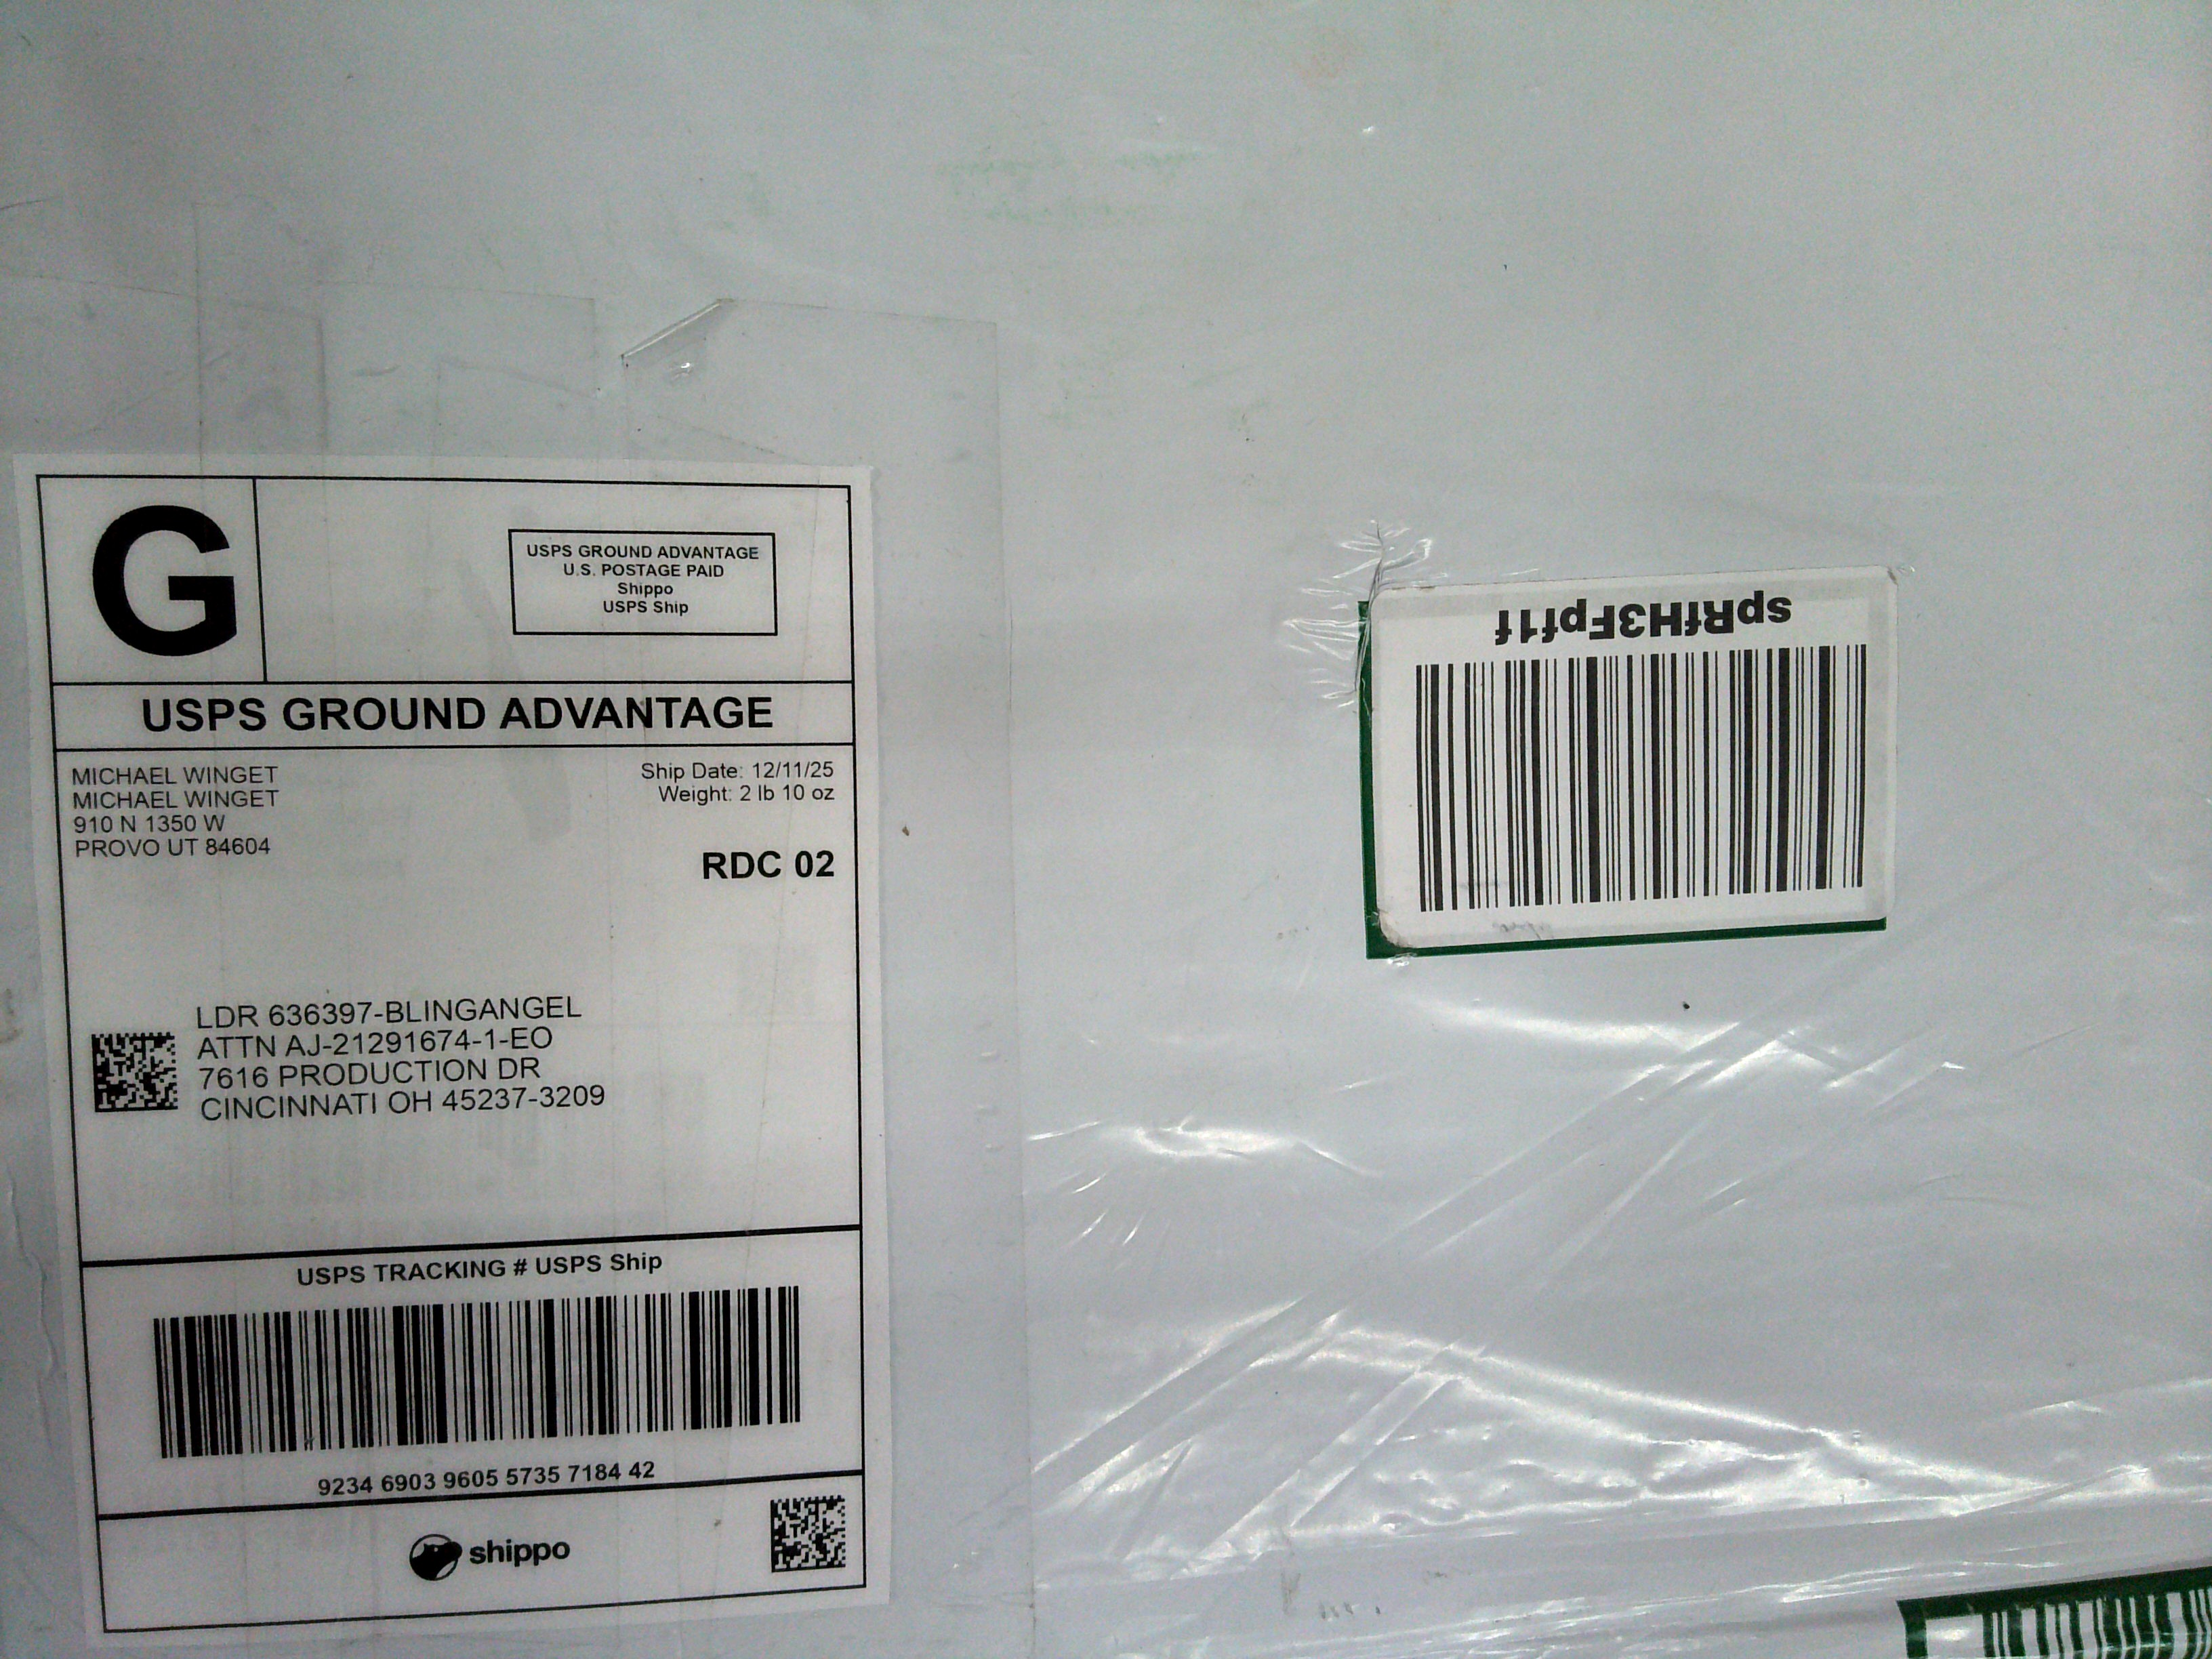 G
USPS GROUND ADVANTAGE
U.S. POSTAGE PAID
Shippo
USPS Ship
USPS GROUND ADVANTAGE
MICHAEL WINGET
MICHAEL WINGET
910 N 1350 W
PROVO UT 84604
Ship Date: 12/11/25
Weight: 2 lb 10 oz
RDC 02
LDR 636397-BLINGANGEL
ATTN AJ-21291674-1-EO
7616 PRODUCTION DR
CINCINNATI OH 45237-3209
USPS TRACKING # USPS Ship
9234 6903 9605 5735 7184 42
shippo
spRfH3Fpf1f